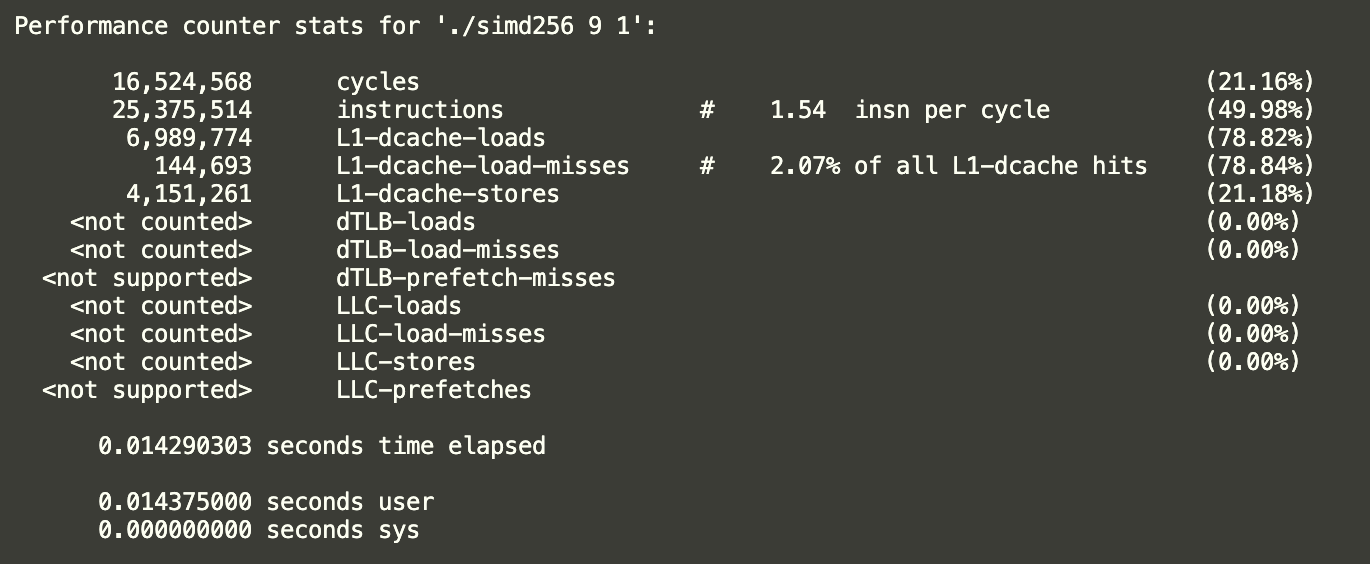 Performance counter stats for './simd256 9 1':
16,524,568 cycles (21.16%)
25,375,514 instructions # 1.54 insn per cycle (49.98%)
6,989,774 L1-dcache-loads (78.82%)
144,693 L1-dcache-load-misses # 2.07% of all L1-dcache hits (78.84%)
4,151,261 L1-dcache-stores (21.18%)
<not counted> dTLB-loads (0.00%)
<not counted> dTLB-load-misses (0.00%)
<not supported> dTLB-prefetch-misses
<not counted> LLC-loads (0.00%)
<not counted> LLC-load-misses (0.00%)
<not counted> LLC-stores (0.00%)
<not supported> LLC-prefetches
0.014290303 seconds time elapsed
0.014375000 seconds user
0.000000000 seconds sys